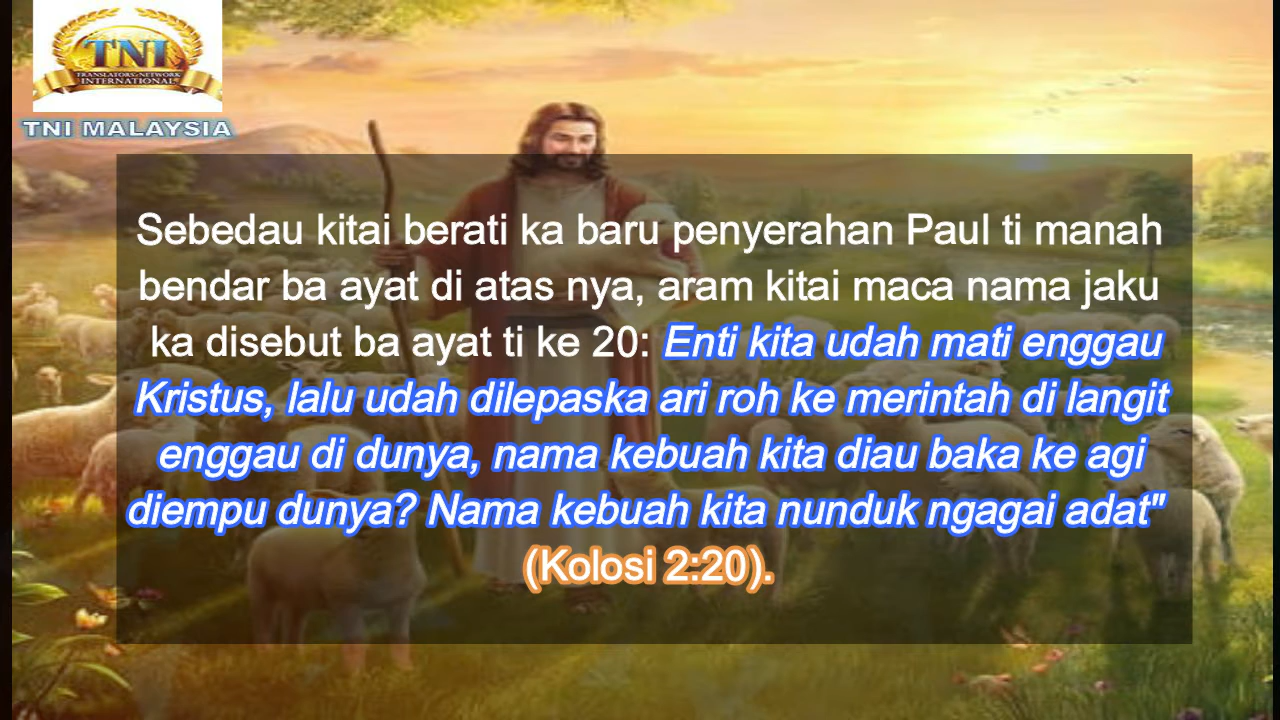 TNI
TRANSLATORS' NETWORK
INTERNATIONAL
TNI MALAYSIA
Sebedau kitai berati ka baru penyerahan Paul ti manah
bendar ba ayat di atas nya, aram kitai maca nama jaku
ka disebut ba ayat ti ke 20: Enti kita udah mati enggau
Kristus, lalu udah dilepaska ari roh ke merintah di langit
enggau di dunya, nama kebuah kita diau baka ke agi
diempu dunya? Nama kebuah kita nunduk ngagai adat"
(Kolosi 2:20).